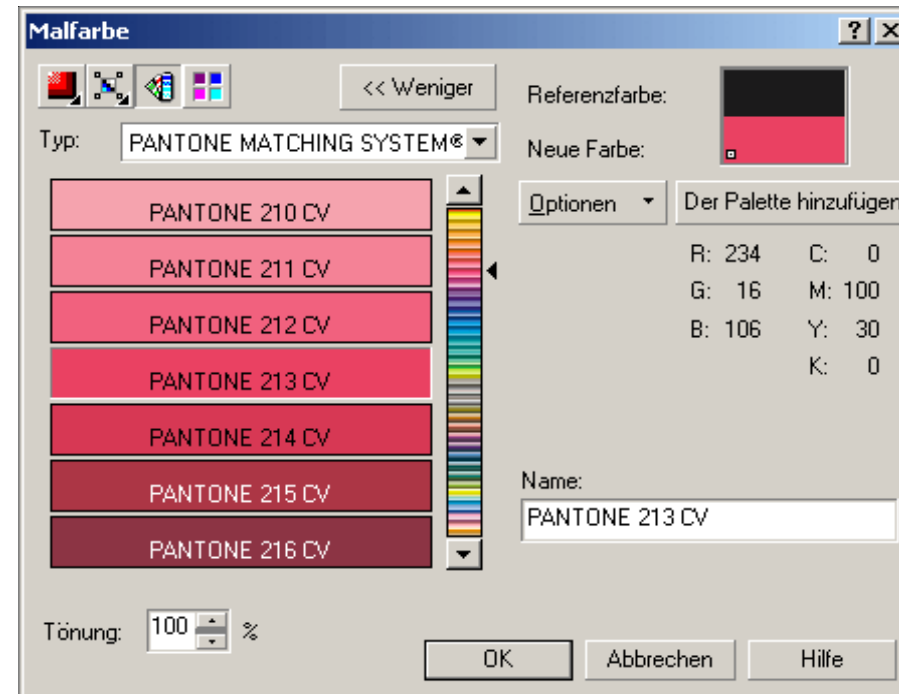 Malfarbe
<< Weniger
Referenzfarbe:
Typ: PANTONE MATCHING SYSTEM®
Neue Farbe:
Optionen
Der Palette hinzufügen
PANTONE 210 CV
PANTONE 211 CV
PANTONE 212 CV
PANTONE 213 CV
PANTONE 214 CV
PANTONE 215 CV
PANTONE 216 CV
R: 234 C: 0
G: 16 M: 100
B: 106 Y: 30
K: 0
Name:
PANTONE 213 CV
Tönung: 100 %
OK
Abbrechen
Hilfe